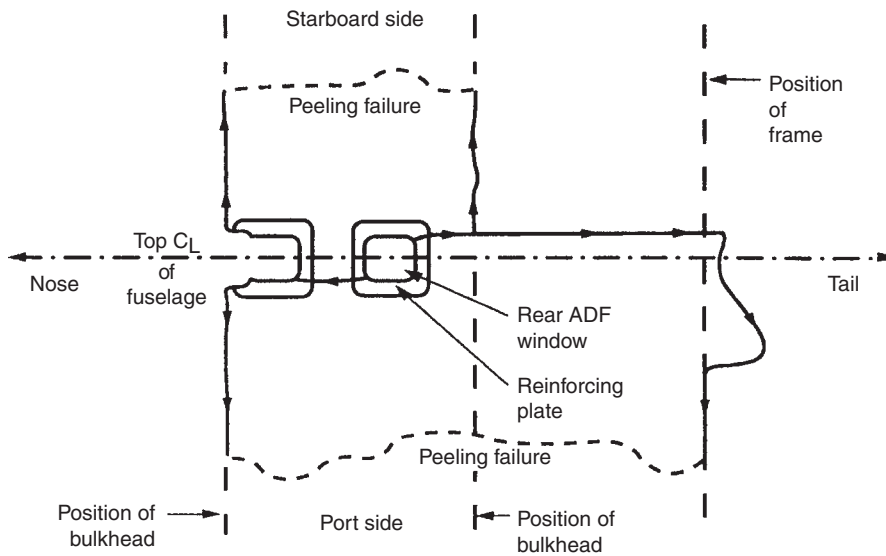 Starboard side
Peeling failure
Position
of
frame
Top CL
of
fuselage
Nose
Tail
Rear ADF
window
Reinforcing
plate
Peeling failure
Position of
bulkhead
Port side
Position of
bulkhead